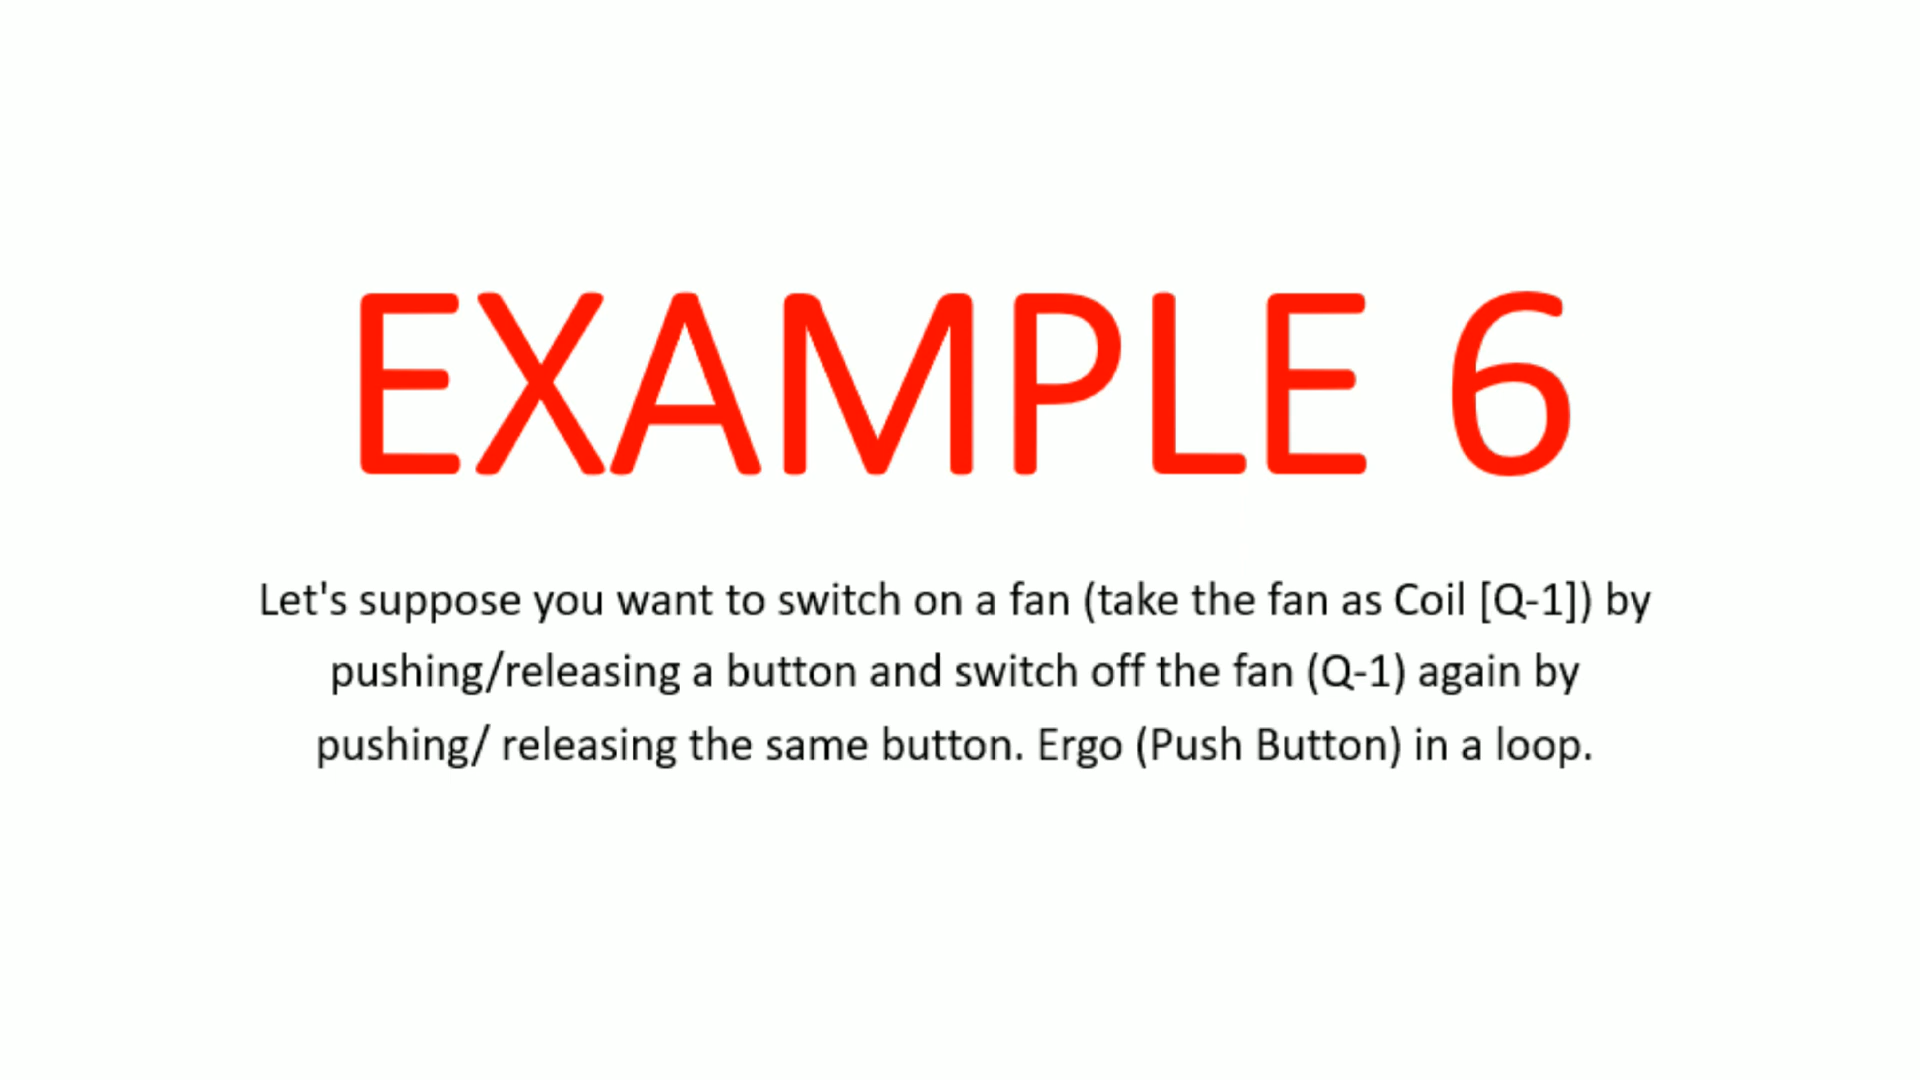 EXAMPLE 6
Let's suppose you want to switch on a fan (take the fan as Coil [Q-1]) by
pushing/releasing a button and switch off the fan (Q-1) again by
pushing/ releasing the same button. Ergo (Push Button) in a loop.